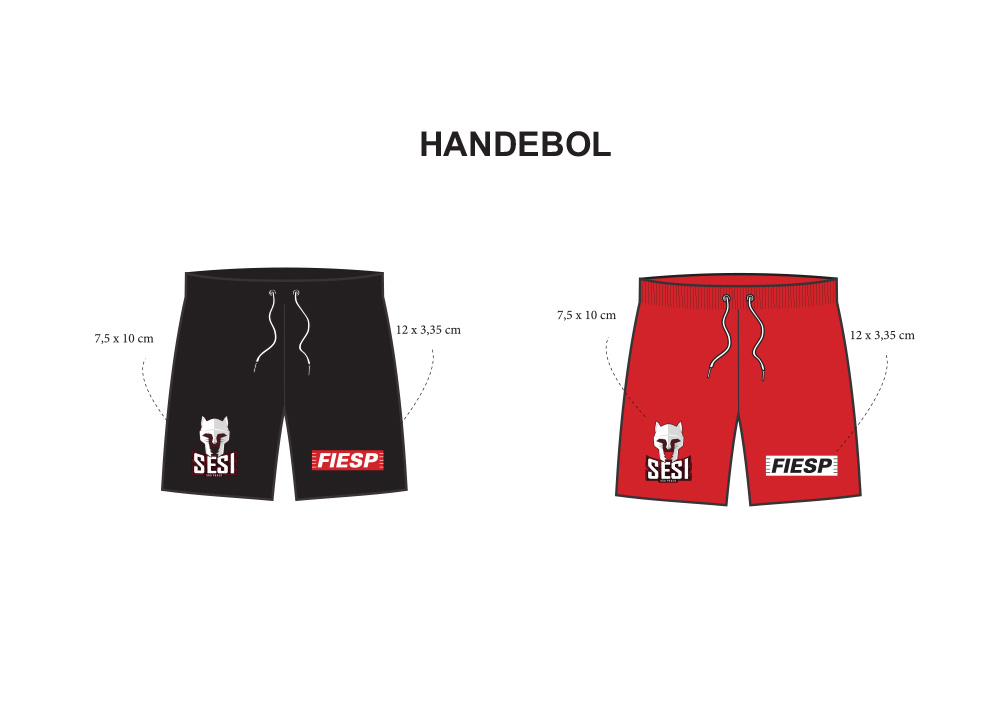 HANDEBOL
7,5 x 10 cm
12 x 3,35 cm
7,5 x 10 cm
12 x 3,35 cm
SESI
FIESP
SESI
FIESP